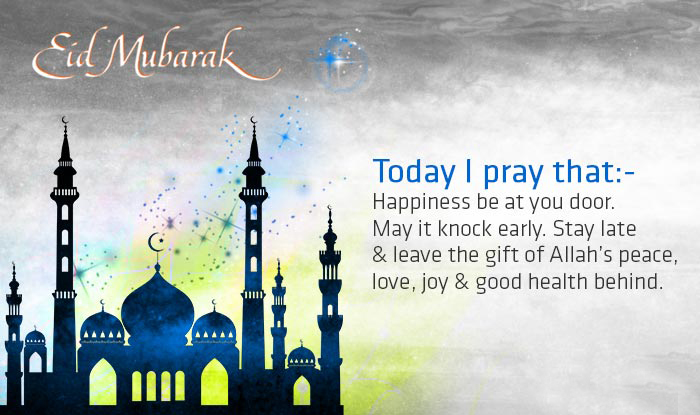 Eid Mubarak
Today I pray that:-
Happiness be at you door.
May it knock early. Stay late
& leave the gift of Allah's peace,
love, joy & good health behind.